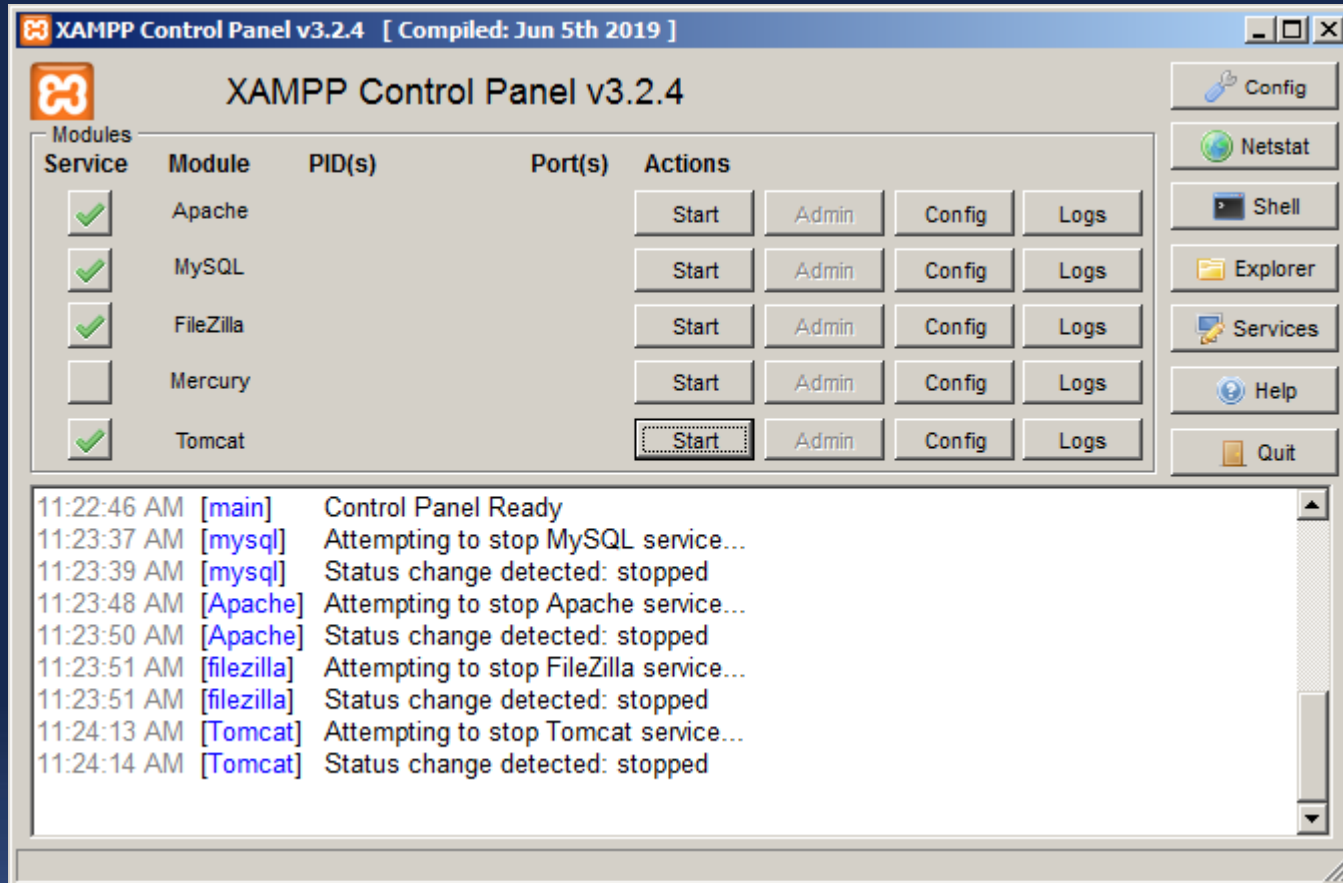 XAMPP Control Panel v3.2.4 [ Compiled: Jun 5th 2019 ]
XAMPP Control Panel v3.2.4
Config
Modules
Netstat
Service Module PID(s) Port(s) Actions
Apache Start Admin Config Logs
Shell
MySQL Start Admin Config Logs
Explorer
FileZilla Start Admin Config Logs
Services
Mercury Start Admin Config Logs
Help
Tomcat Start Admin Config Logs
Quit
11:22:46 AM [main] Control Panel Ready
11:23:37 AM [mysql] Attempting to stop MySQL service...
11:23:39 AM [mysql] Status change detected: stopped
11:23:48 AM [Apache] Attempting to stop Apache service...
11:23:50 AM [Apache] Status change detected: stopped
11:23:51 AM [filezilla] Attempting to stop FileZilla service...
11:23:51 AM [filezilla] Status change detected: stopped
11:24:13 AM [Tomcat] Attempting to stop Tomcat service...
11:24:14 AM [Tomcat] Status change detected: stopped